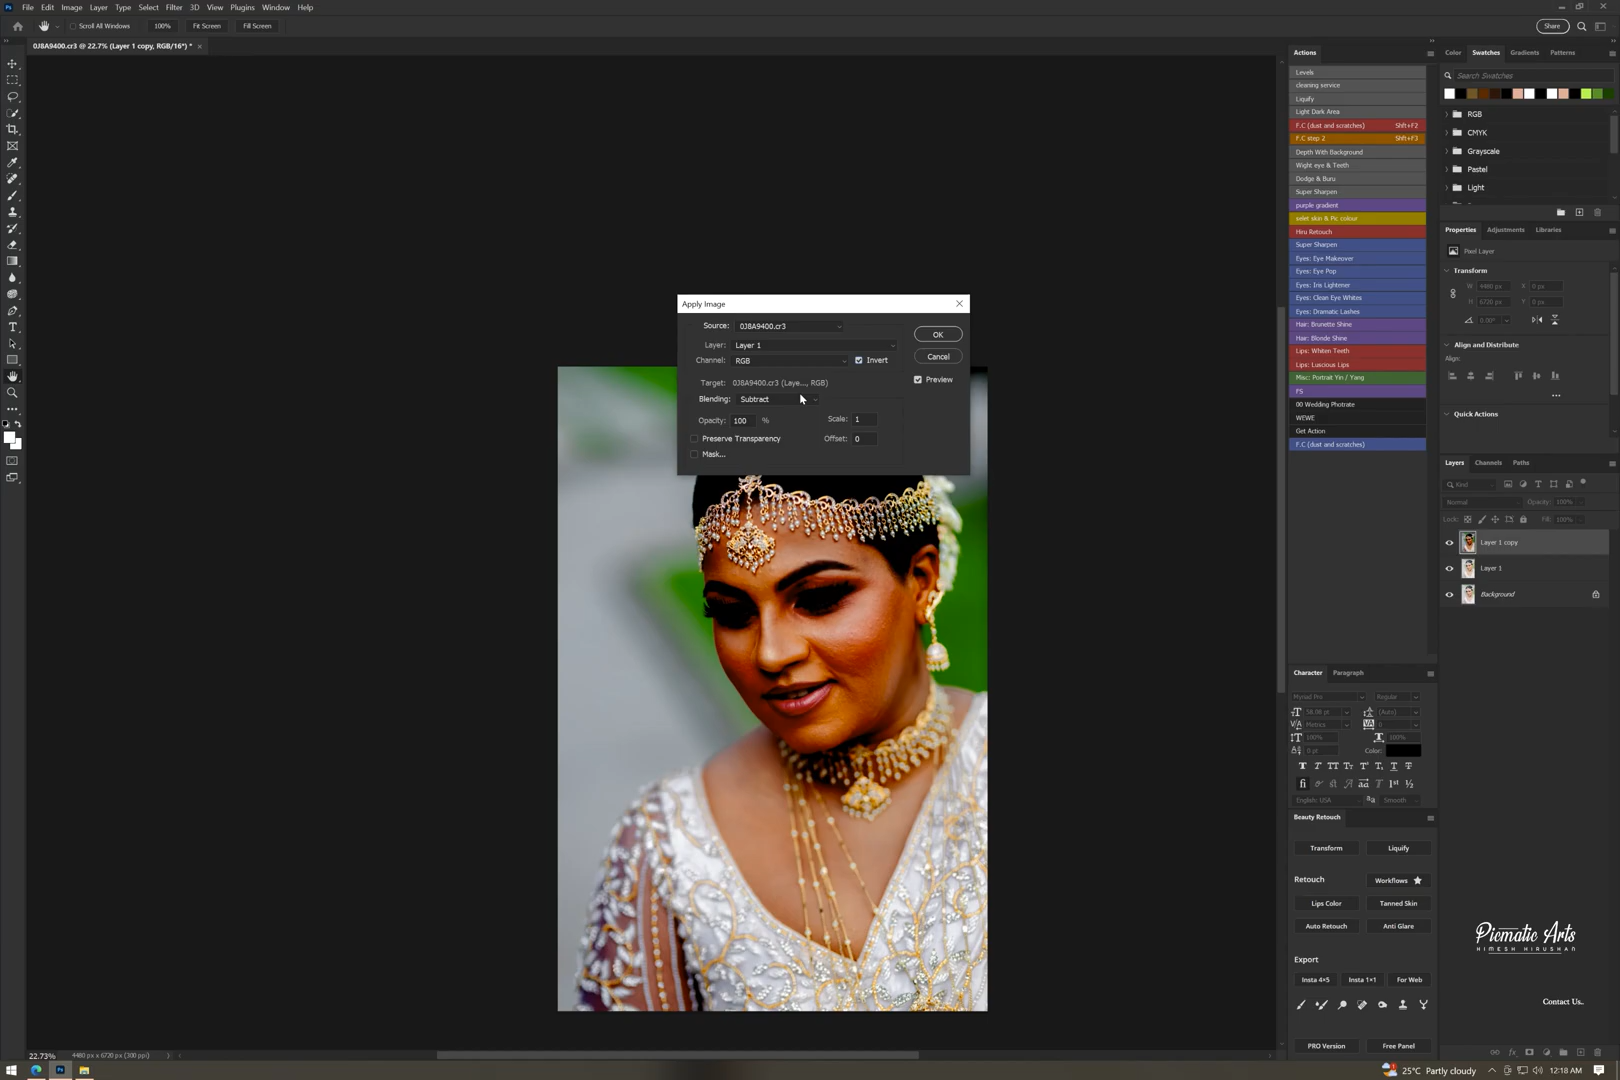 File Edit Image Layer Type Select Filter 3D View Plugins Window Help
Scroll All Windows 100% Fit Screen Fill Screen Share
0J8A9400.cr3 @ 22.7% (Layer 1 copy, RGB/16*) *
Apply Image
Source: 0J8A9400.cr3
OK
Layer: Layer 1
Channel: RGB Invert
Cancel
Target: 0J8A9400.cr3 (Laye..., RGB)
Preview
Blending: Subtract
Opacity: 100 % Scale: 1
Preserve Transparency Offset: 0
Mask...
22.73% 4480 px x 6720 px (300 ppi)
Actions
Levels
cleaning service
Liqafy
Light Dark Area
F.C (dust and scratches) Shft+F2
F.C step 2 Shft+F3
Depth With Background
Wight eye & Teeth
Dodge & Buru
Super Sharpen
purple gradient
selet skin & Pic colour
Hiru Retouch
Super Sharpen
Eyes: Eye Makeover
Eyes: Eye Pop
Eyes: Iris Lightener
Eyes: Clean Eye Whites
Eyes: Dramatic Lashes
Hair: Brunette Shine
Hair: Blonde Shine
Lips: Whiten Teeth
Lips: Luscious Lips
Misc: Portrait Yin / Yang
FS
00 Wedding Photrate
WEWE
Get Action
F.C (dust and scratches)
Character Paragraph
Myriad Pro Regular
58.08 pt (Auto)
Metrics 0
100% 100%
0 pt Color:
English: USA Smooth
Beauty Retouch
Transform Liquify
Retouch Workflows
Lips Color Tanned Skin
Auto Retouch Anti Glare
Export
Insta 4×5 Insta 1×1 For Web
PRO Version Free Panel
Color Swatches Gradients Patterns
Search Swatches
RGB
CMYK
Grayscale
Pastel
Light
Properties Adjustments Libraries
Pixel Layer
Transform
W 4480 px X 0 px
H 6720 px Y 0 px
0.00°
Align and Distribute
Align:
Quick Actions
Layers Channels Paths
Kind
Normal Opacity: 100%
Lock: Fill: 100%
Layer 1 copy
Layer 1
Background
Picmatic Arts
HIMESH HIRUSHAN
Contact Us..
25°C Partly cloudy 12:18 AM